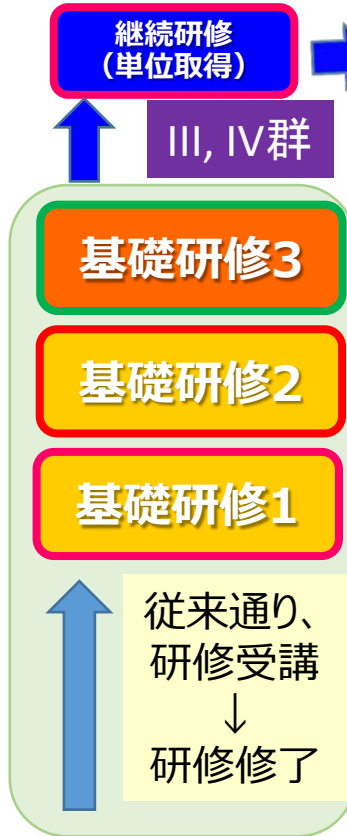 継続研修
（単位取得）
III, IV群
基礎研修3
基礎研修2
基礎研修1
従来通り、
研修受講
↓
研修修了